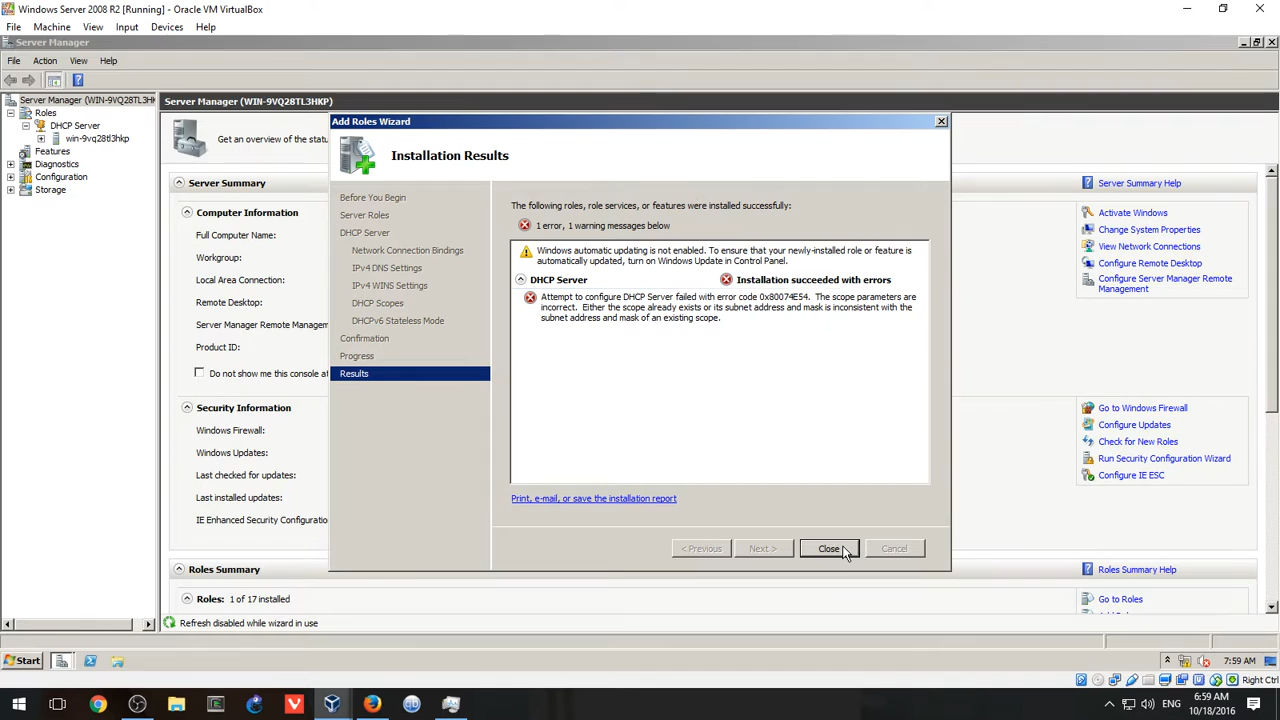 Windows Server 2008 R2 [Running] - Oracle VM VirtualBox
File Machine View Input Devices Help
Server Manager
File Action View Help
Server Manager (WIN-9VQ28TL3HK
Roles
DHCP Server
win-9vq28tl3hkp
Features
Diagnostics
Configuration
Storage
Server Manager (WIN-9VQ28TL3HKP)
Get an overview of the statu
Server Summary
Server Summary Help
Computer Information
Full Computer Name:
Workgroup:
Local Area Connection:
Remote Desktop:
Server Manager Remote Managem
Product ID:
Do not show me this console at
Activate Windows
Change System Properties
View Network Connections
Configure Remote Desktop
Configure Server Manager Remote
Management
Security Information
Windows Firewall:
Windows Updates:
Last checked for updates:
Last installed updates:
IE Enhanced Security Configuratio
Go to Windows Firewall
Configure Updates
Check for New Roles
Run Security Configuration Wizard
Configure IE ESC
Roles Summary
Roles Summary Help
Roles: 1 of 17 installed
Go to Roles
Refresh disabled while wizard in use
Add Roles Wizard
Installation Results
Before You Begin
Server Roles
DHCP Server
Network Connection Bindings
IPv4 DNS Settings
IPv4 WINS Settings
DHCP Scopes
DHCPv6 Stateless Mode
Confirmation
Progress
Results
The following roles, role services, or features were installed successfully:
1 error, 1 warning messages below
Windows automatic updating is not enabled. To ensure that your newly-installed role or feature is
automatically updated, turn on Windows Update in Control Panel.
DHCP Server Installation succeeded with errors
Attempt to configure DHCP Server failed with error code 0x80074E54. The scope parameters are
incorrect. Either the scope already exists or its subnet address and mask is inconsistent with the
subnet address and mask of an existing scope.
Print, e-mail, or save the installation report
< Previous Next > Close Cancel
Start
7:59 AM
Right Ctrl
6:59 AM
10/18/2016